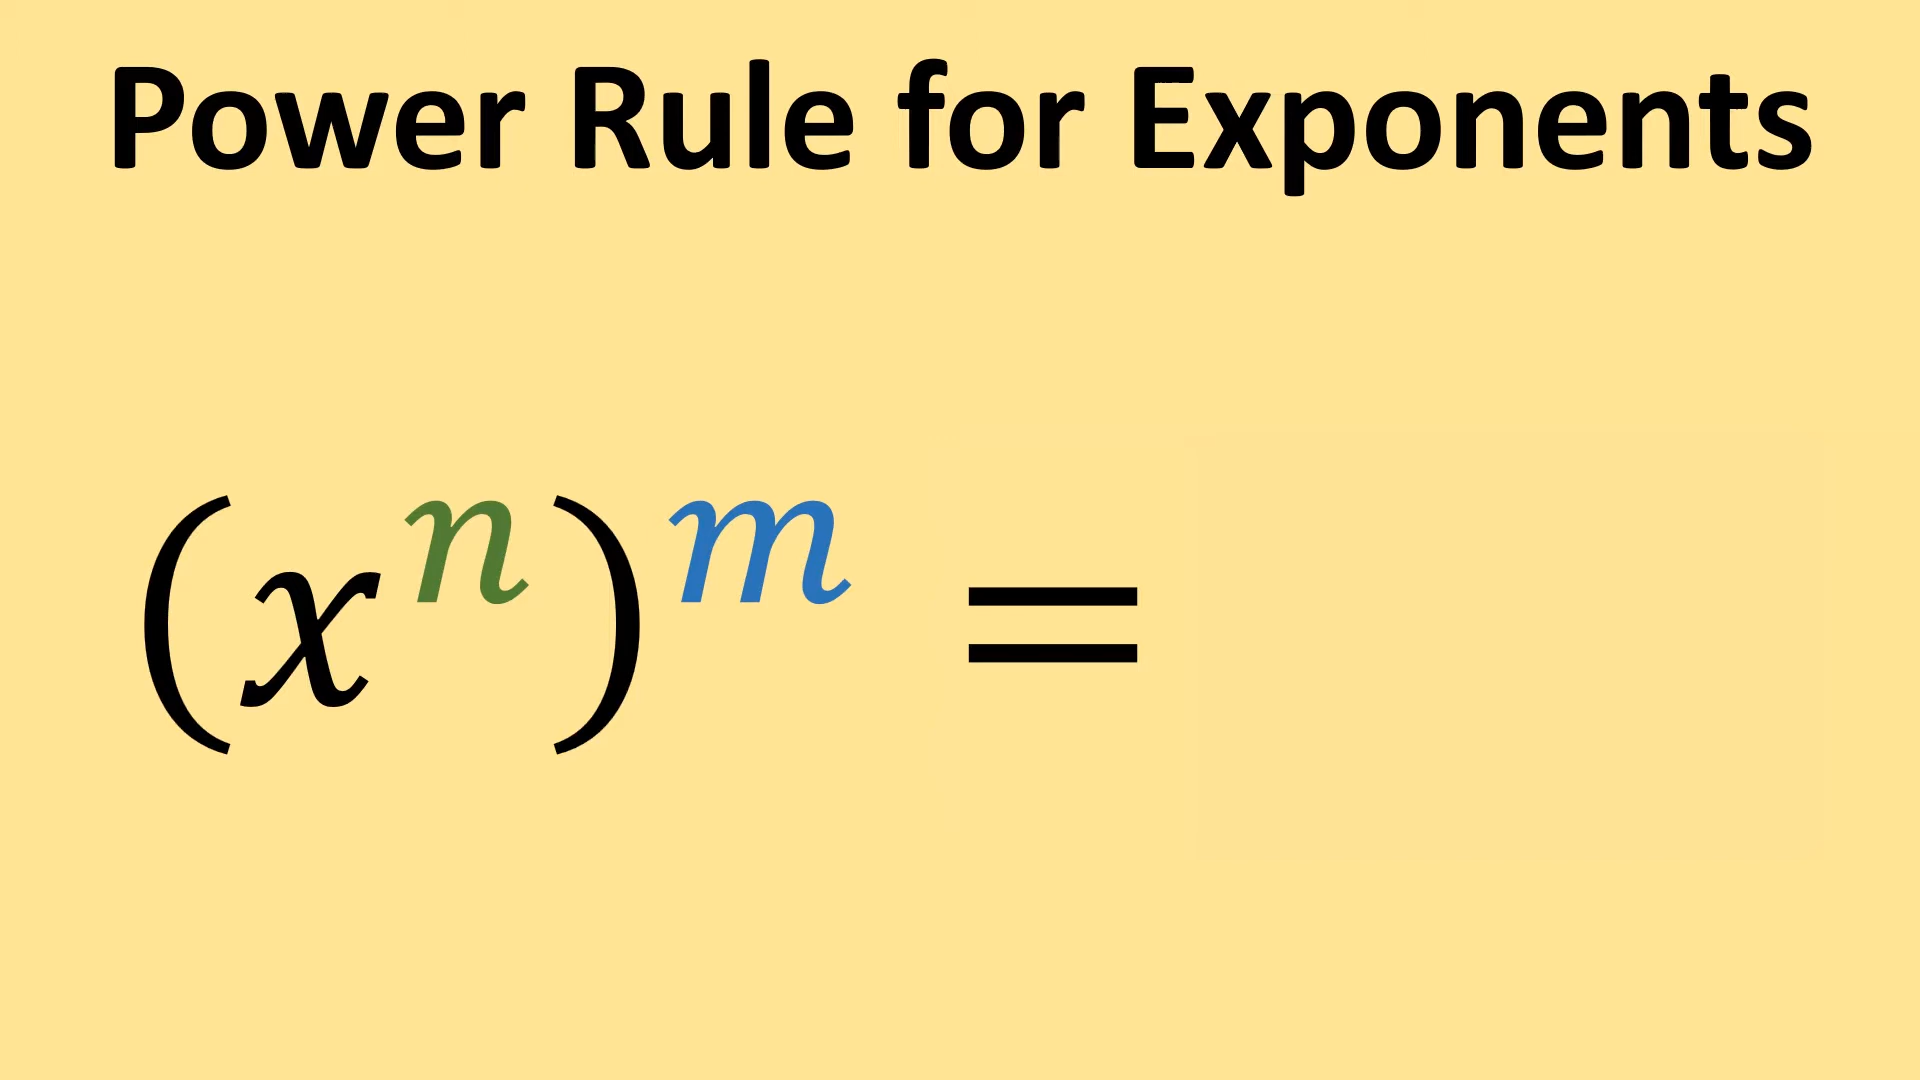 Power Rule for Exponents
(xⁿ)ᵐ =